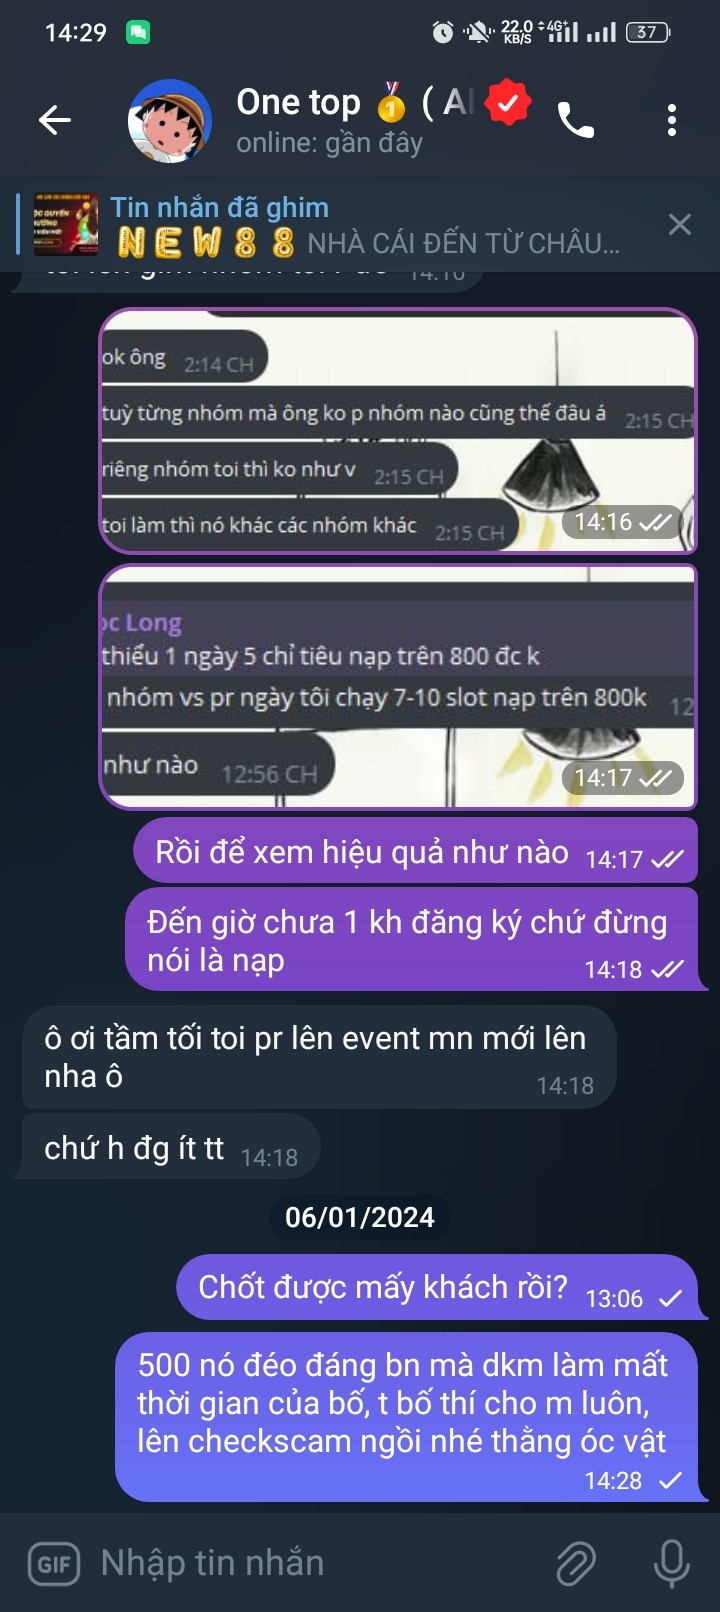 14:29
22.0
KB/S
4G+
37
One top 🥇 ( A
online: gần đây
Tin nhắn đã ghim
NEW88 NHÀ CÁI ĐẾN TỪ CHÂU...
14:16
ok ông 2:14 CH
tuỳ từng nhóm mà ông ko p nhóm nào cũng thế đâu á 2:15 CH
riêng nhóm toi thì ko như v 2:15 CH
toi làm thì nó khác các nhóm khác 2:15 CH
14:16
ọc Long
thiểu 1 ngày 5 chỉ tiêu nạp trên 800 đc k
nhóm vs pr ngày tôi chạy 7-10 slot nạp trên 800k 12
như nào 12:56 CH
14:17
Rồi để xem hiệu quả như nào 14:17
Đến giờ chưa 1 kh đăng ký chứ đừng
nói là nạp 14:18
ô ơi tầm tối toi pr lên event mn mới lên
nha ô 14:18
chứ h đg ít tt 14:18
06/01/2024
Chốt được mấy khách rồi? 13:06
500 nó đéo đáng bn mà dkm làm mất
thời gian của bố, t bố thí cho m luôn,
lên checkscam ngồi nhé thằng óc vật
14:28
GIF Nhập tin nhắn